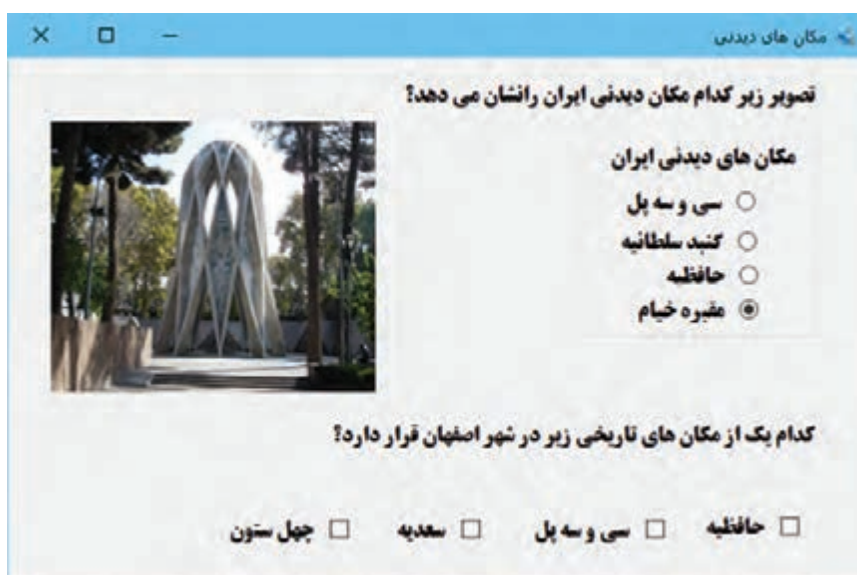 مکان های دیدنی
تصویر زیر کدام مکان دیدنی ایران رانشان می دهد؟
مکان های دیدنی ایران
سی و سه پل
گنبد سلطانیه
حافظیه
مقبره خیام
کدام یک از مکان های تاریخی زیر در شهر اصفهان قرار دارد؟
حافظیه سی و سه پل سعدیه چهل ستون